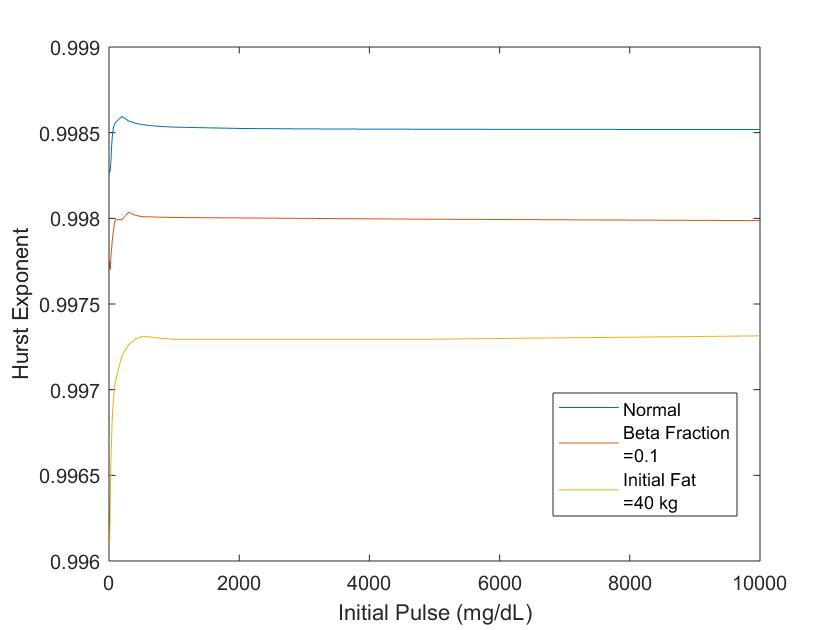 0.999
0.9985
0.998
0.9975
0.997
0.9965
0.996
Hurst Exponent
Normal
Beta Fraction
=0.1
Initial Fat
=40 kg
0 2000 4000 6000 8000 10000
Initial Pulse (mg/dL)